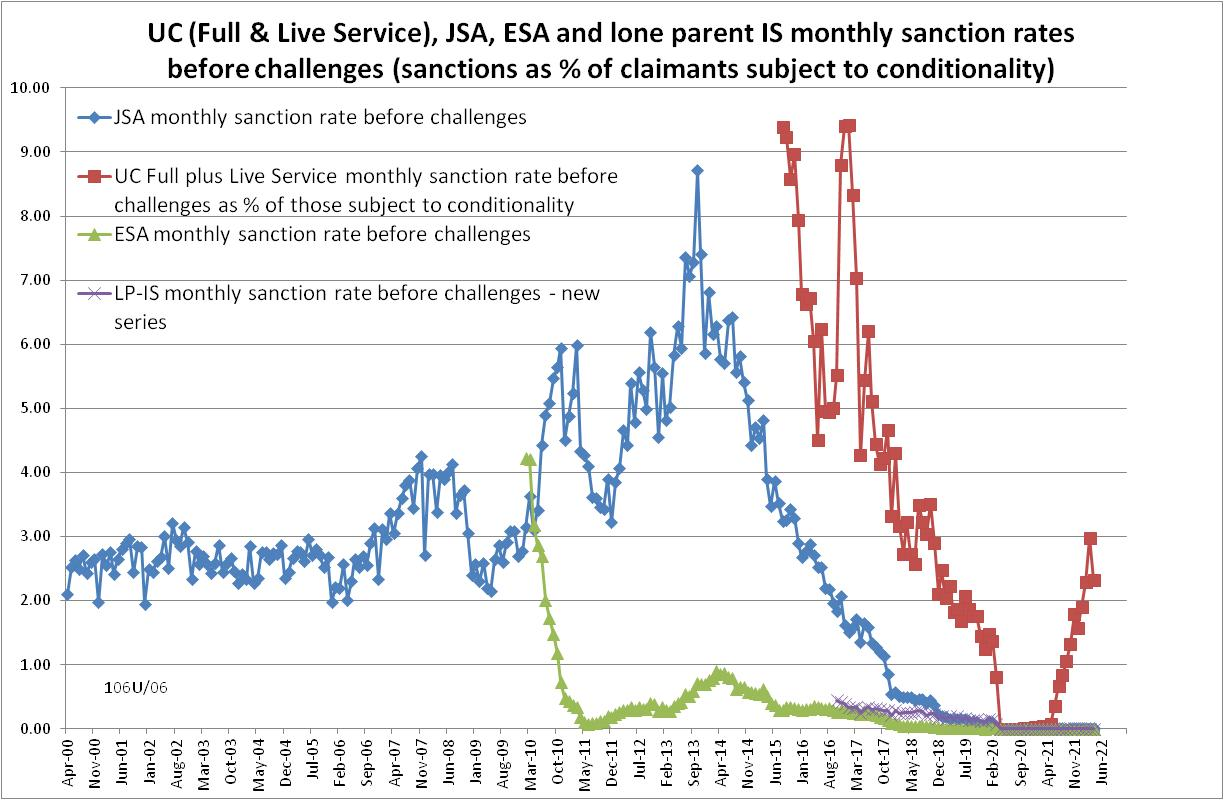 UC (Full & Live Service), JSA, ESA and lone parent IS monthly sanction rates
before challenges (sanctions as % of claimants subject to conditionality)
10.00
9.00
8.00
7.00
6.00
5.00
4.00
3.00
2.00
1.00
0.00
JSA monthly sanction rate before challenges
UC Full plus Live Service monthly sanction rate before
challenges as % of those subject to conditionality
ESA monthly sanction rate before challenges
LP-IS monthly sanction rate before challenges - new
series
106U/06
Apr-00
Nov-00
Jun-01
Jan-02
Aug-02
Mar-03
Oct-03
May-04
Dec-04
Jul-05
Feb-06
Sep-06
Apr-07
Nov-07
Jun-08
Jan-09
Aug-09
Mar-10
Oct-10
May-11
Dec-11
Jul-12
Feb-13
Sep-13
Apr-14
Nov-14
Jun-15
Jan-16
Aug-16
Mar-17
Oct-17
May-18
Dec-18
Jul-19
Feb-20
Sep-20
Apr-21
Nov-21
Jun-22